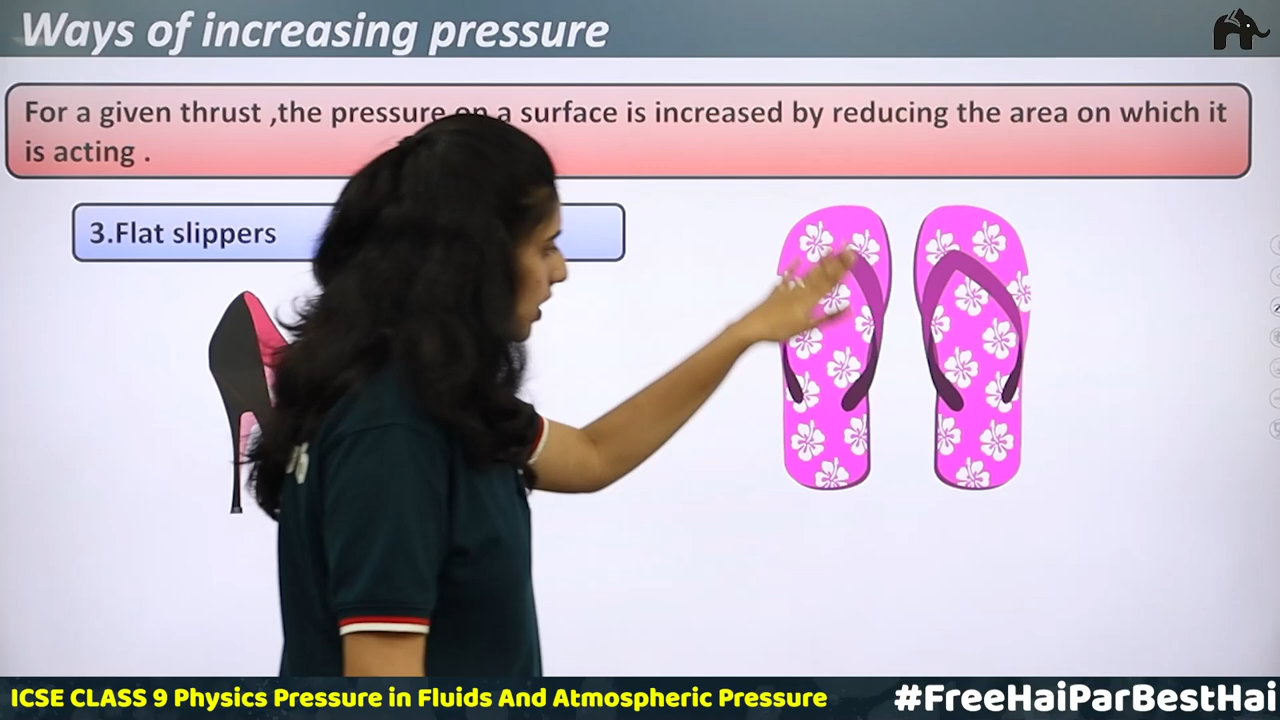 Ways of increasing pressure
For a given thrust ,the pressure on a surface is increased by reducing the area on which it
is acting .
3.Flat slippers
ICSE CLASS 9 Physics Pressure in Fluids And Atmospheric Pressure
#FreeHaiParBestHai